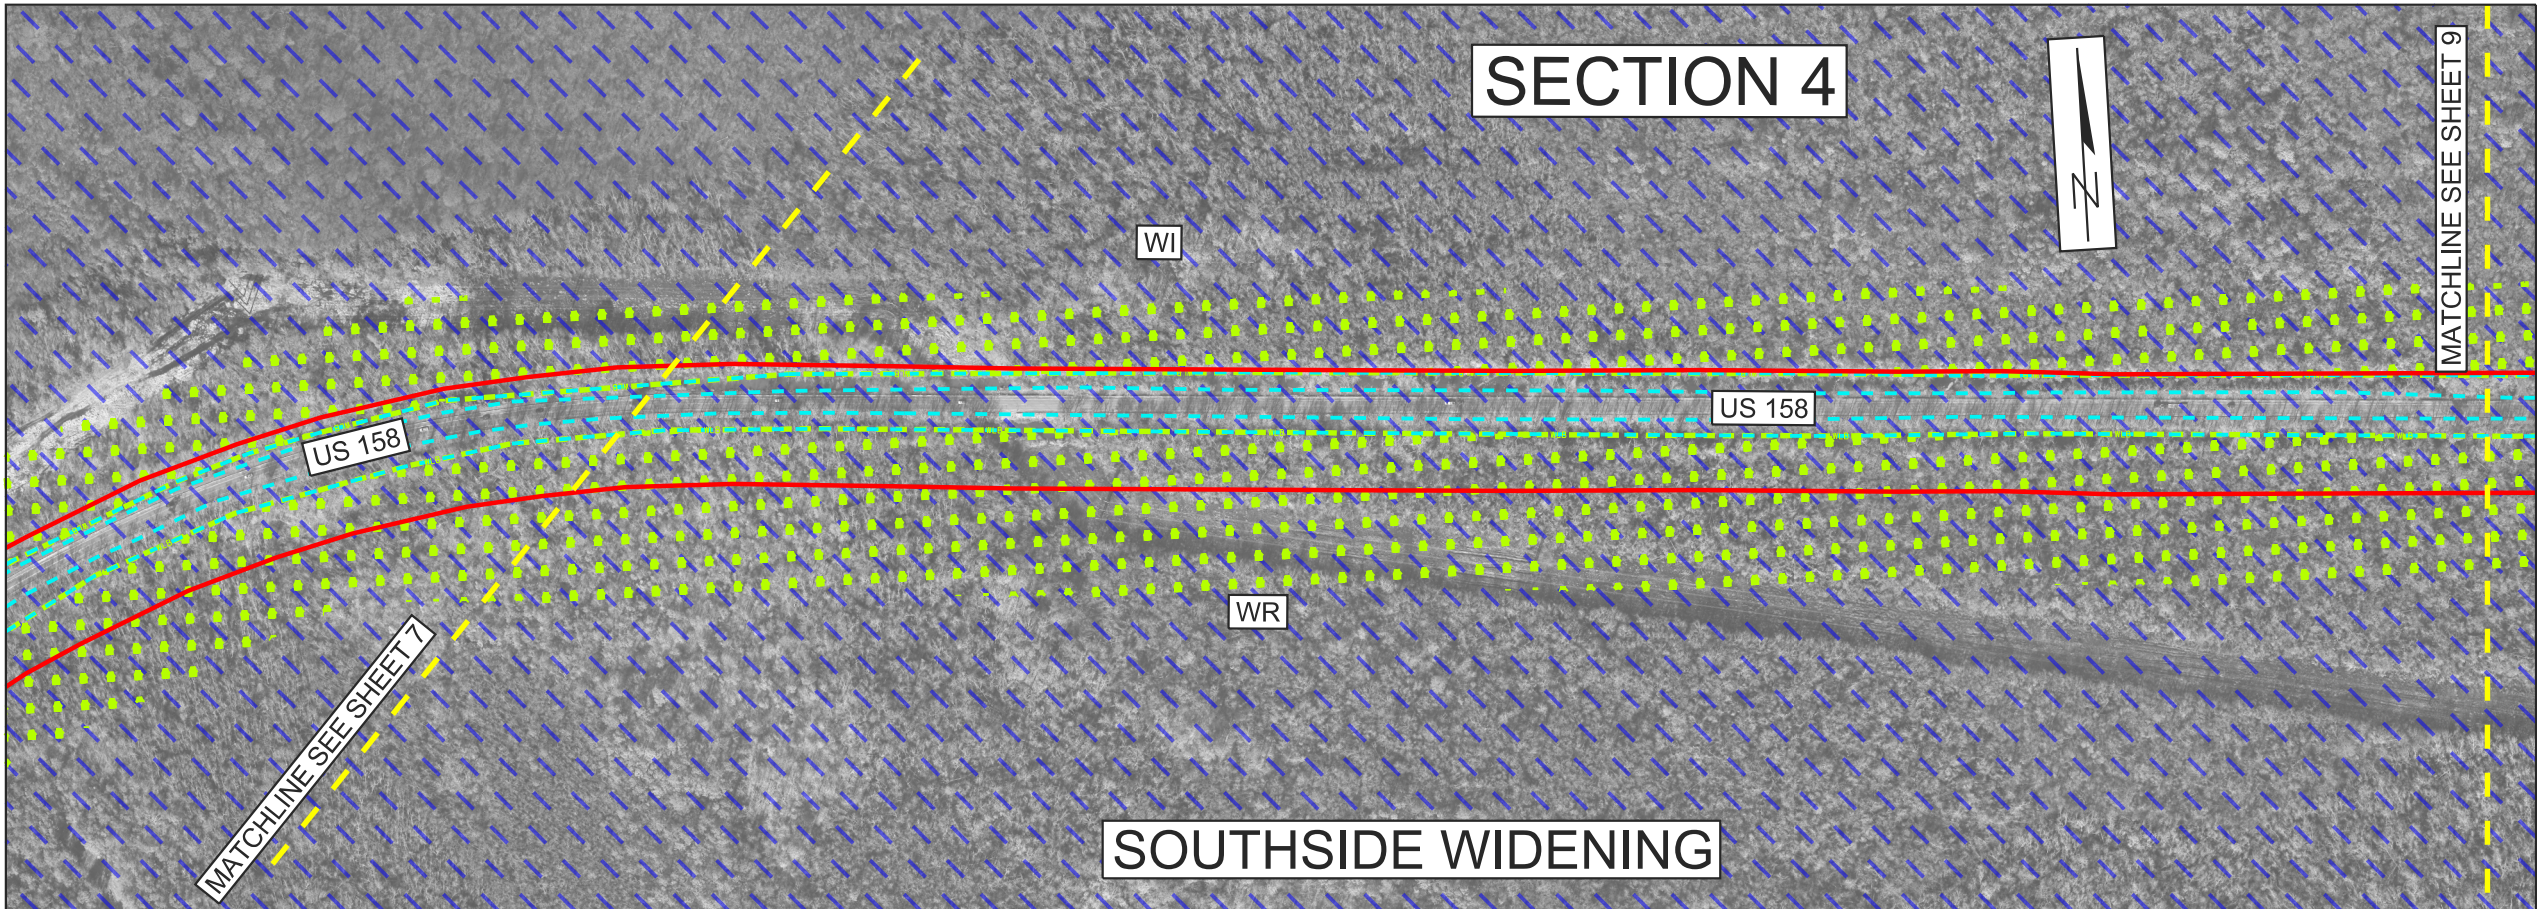 SECTION 4
MATCHLINE SEE SHEET 9
N
WI
US 158
US 158
WR
MATCHLINE SEE SHEET 7
SOUTHSIDE WIDENING